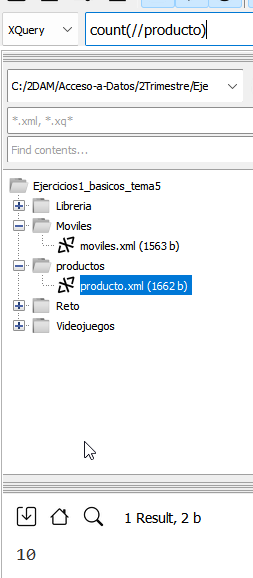 XQuery count(//producto)
C:/2DAM/Acceso-a-Datos/2Trimestre/Eje
*.xml, *.xq*
Find contents...
Ejercicios1_basicos_tema5
Libreria
Moviles
moviles.xml (1563 b)
productos
producto.xml (1662 b)
Reto
Videojuegos
1 Result, 2 b
10